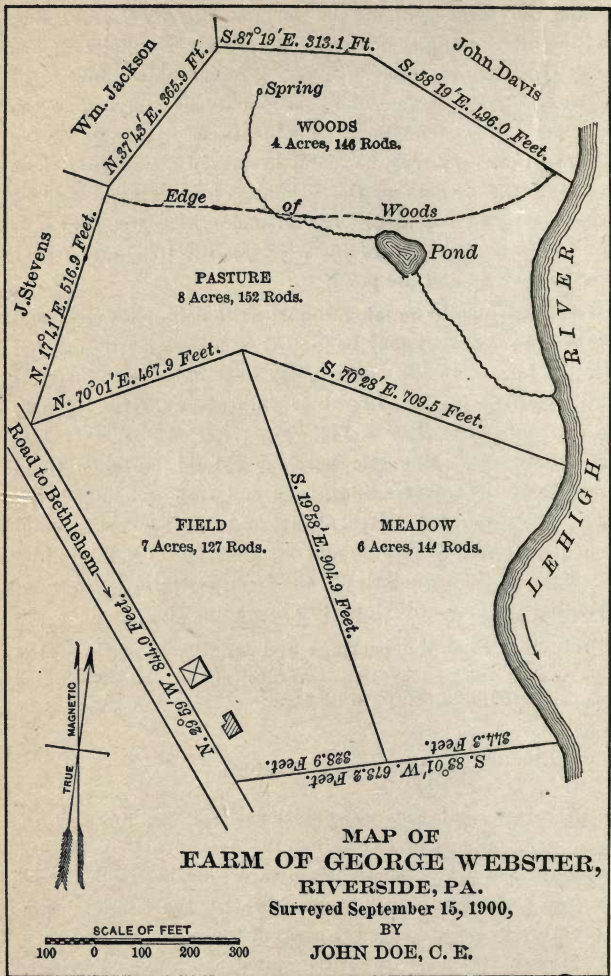 S. 87° 19′ E. 313.1 Ft.
Wm. Jackson
N. 37° 43′ E. 365.9 Ft.
John Davis
S. 58° 19′ E. 496.0 Feet.
Spring
WOODS
4 Acres, 146 Rods.
Edge of Woods
Pond
J. Stevens
N. 17° 41′ E. 516.9 Feet.
PASTURE
8 Acres, 152 Rods.
LEHIGH RIVER
N. 70° 01′ E. 467.9 Feet.
S. 70° 28′ E. 709.5 Feet.
Road to Bethlehem
FIELD
7 Acres, 127 Rods.
S. 19° 58′ E. 904.9 Feet.
MEADOW
6 Acres, 144 Rods.
N. 29° 59′ W. 844.0 Feet.
328.9 Feet.
344.3 Feet.
S. 83° 01′ W. 673.2 Feet.
TRUE MAGNETIC
MAP OF
FARM OF GEORGE WEBSTER,
RIVERSIDE, PA.
Surveyed September 15, 1900,
BY
JOHN DOE, C. E.
SCALE OF FEET
100 0 100 200 300